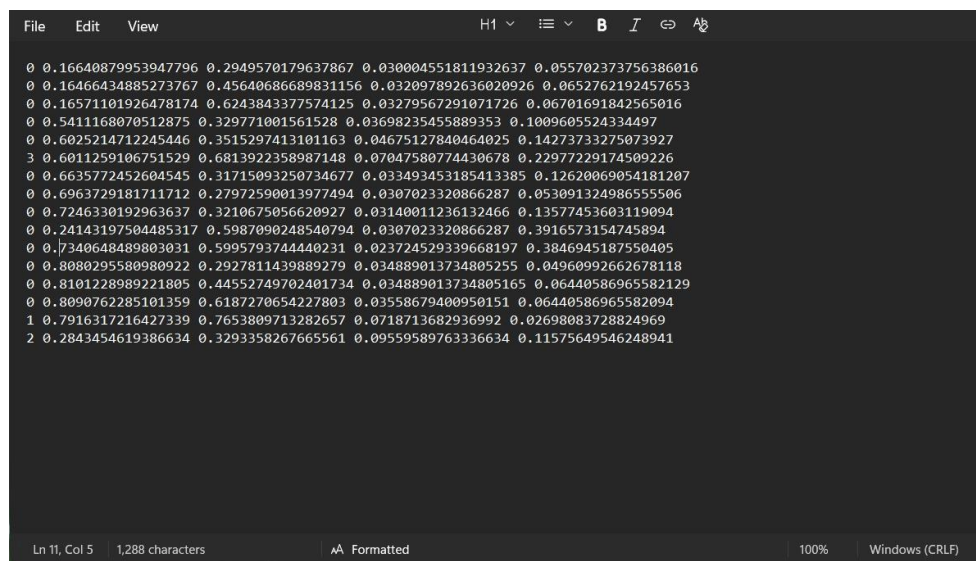 File Edit View H1 B I
0 0.16640879953947796 0.2949570179637867 0.030004551811932637 0.055702373756386016
0 0.16466434885273767 0.45640686689831156 0.032097892636020926 0.0652762192457653
0 0.16571101926478174 0.6243843377574125 0.03279567291071726 0.06701691842565016
0 0.5411168070512875 0.329771001561528 0.03698235455889353 0.1009605524334497
0 0.6025214712245446 0.3515297413101163 0.04675127840464025 0.14273733275073927
3 0.6011259106751529 0.6813922358987148 0.07047580774430678 0.22977229174509226
0 0.6635772452604545 0.31715093250734677 0.033493453185413385 0.12620069054181207
0 0.6963729181711712 0.27972590013977494 0.0307023320866287 0.053091324986555506
0 0.7246330192963637 0.3210675056620927 0.03140011236132466 0.13577453603119094
0 0.24143197504485317 0.5987090248540794 0.0307023320866287 0.3916573154745894
0 0.7340648489803031 0.5995793744440231 0.023724529339668197 0.3846945187550405
0 0.8080295580980922 0.2927811439889279 0.034889013734805255 0.04960992662678118
0 0.8101228989221805 0.44552749702401734 0.034889013734805165 0.06440586965582129
0 0.8090762285101359 0.6187270654227803 0.03558679400950151 0.06440586965582094
1 0.7916317216427339 0.7653809713282657 0.0718713682936992 0.02698083728824969
2 0.2843454619386634 0.3293358267665561 0.09559589763336634 0.11575649546248941
Ln 11, Col 5 1,288 characters AA Formatted 100% Windows (CRLF)